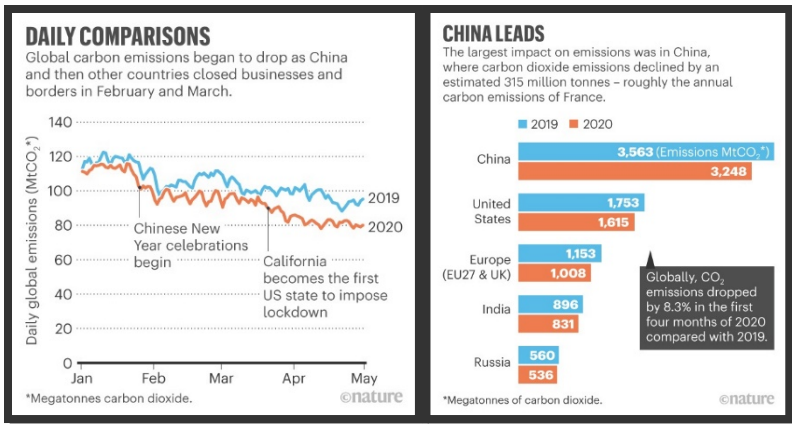 DAILY COMPARISONS
Global carbon emissions began to drop as China
and then other countries closed businesses and
borders in February and March.
Daily global emissions (MtCO₂*)
140
120
100
80
60
40
20
0
2019
2020
Chinese New
Year celebrations
begin
California
becomes the first
US state to impose
lockdown
Jan
Feb
Mar
Apr
May
*Megatonnes carbon dioxide.
©nature
CHINA LEADS
The largest impact on emissions was in China,
where carbon dioxide emissions declined by an
estimated 315 million tonnes – roughly the annual
carbon emissions of France.
2019 2020
China
3,563 (Emissions MtCO₂*)
3,248
United
States
1,753
1,615
Europe
(EU27 & UK)
1,153
1,008
India
896
831
Russia
560
536
Globally, CO₂
emissions dropped
by 8.3% in the first
four months of 2020
compared with 2019.
*Megatonnes of carbon dioxide.
©nature